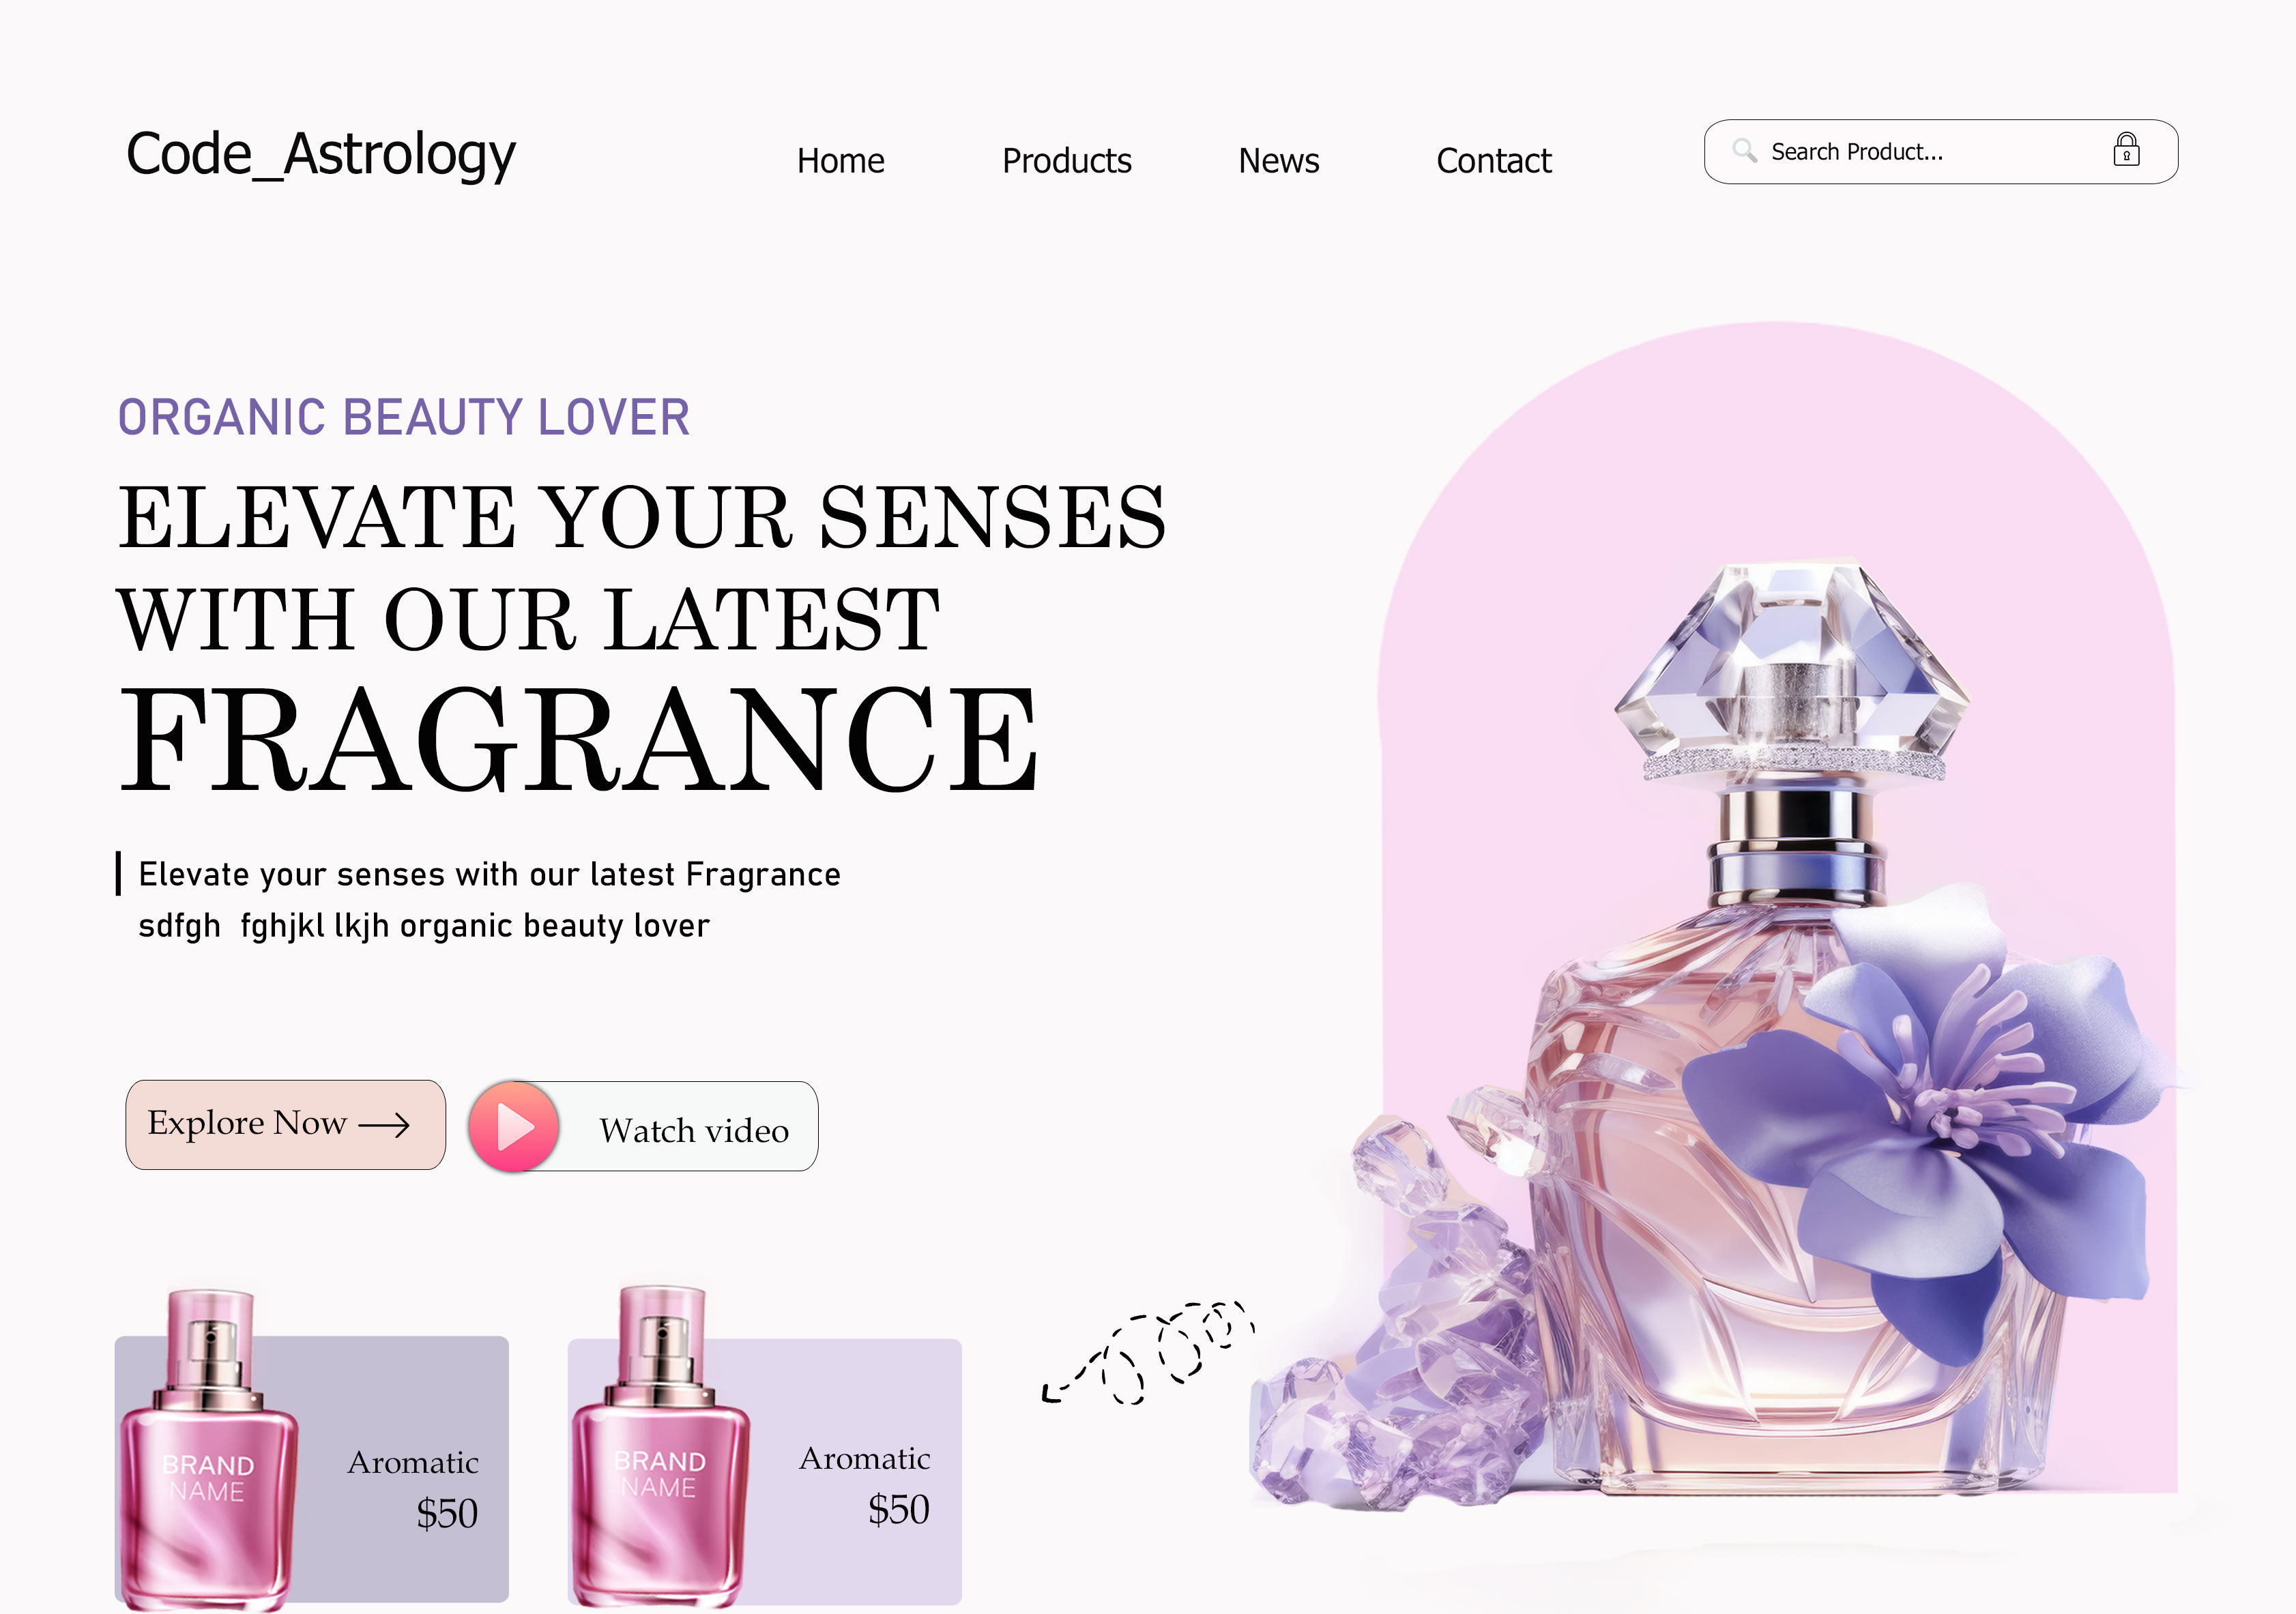 Code_Astrology
Home
Products
News
Contact
Search Product...
ORGANIC BEAUTY LOVER
ELEVATE YOUR SENSES
WITH OUR LATEST
FRAGRANCE
Elevate your senses with our latest Fragrance
sdfgh  fghjkl lkjh organic beauty lover
Explore Now
Watch video
BRAND
NAME
Aromatic
$50
BRAND
NAME
Aromatic
$50